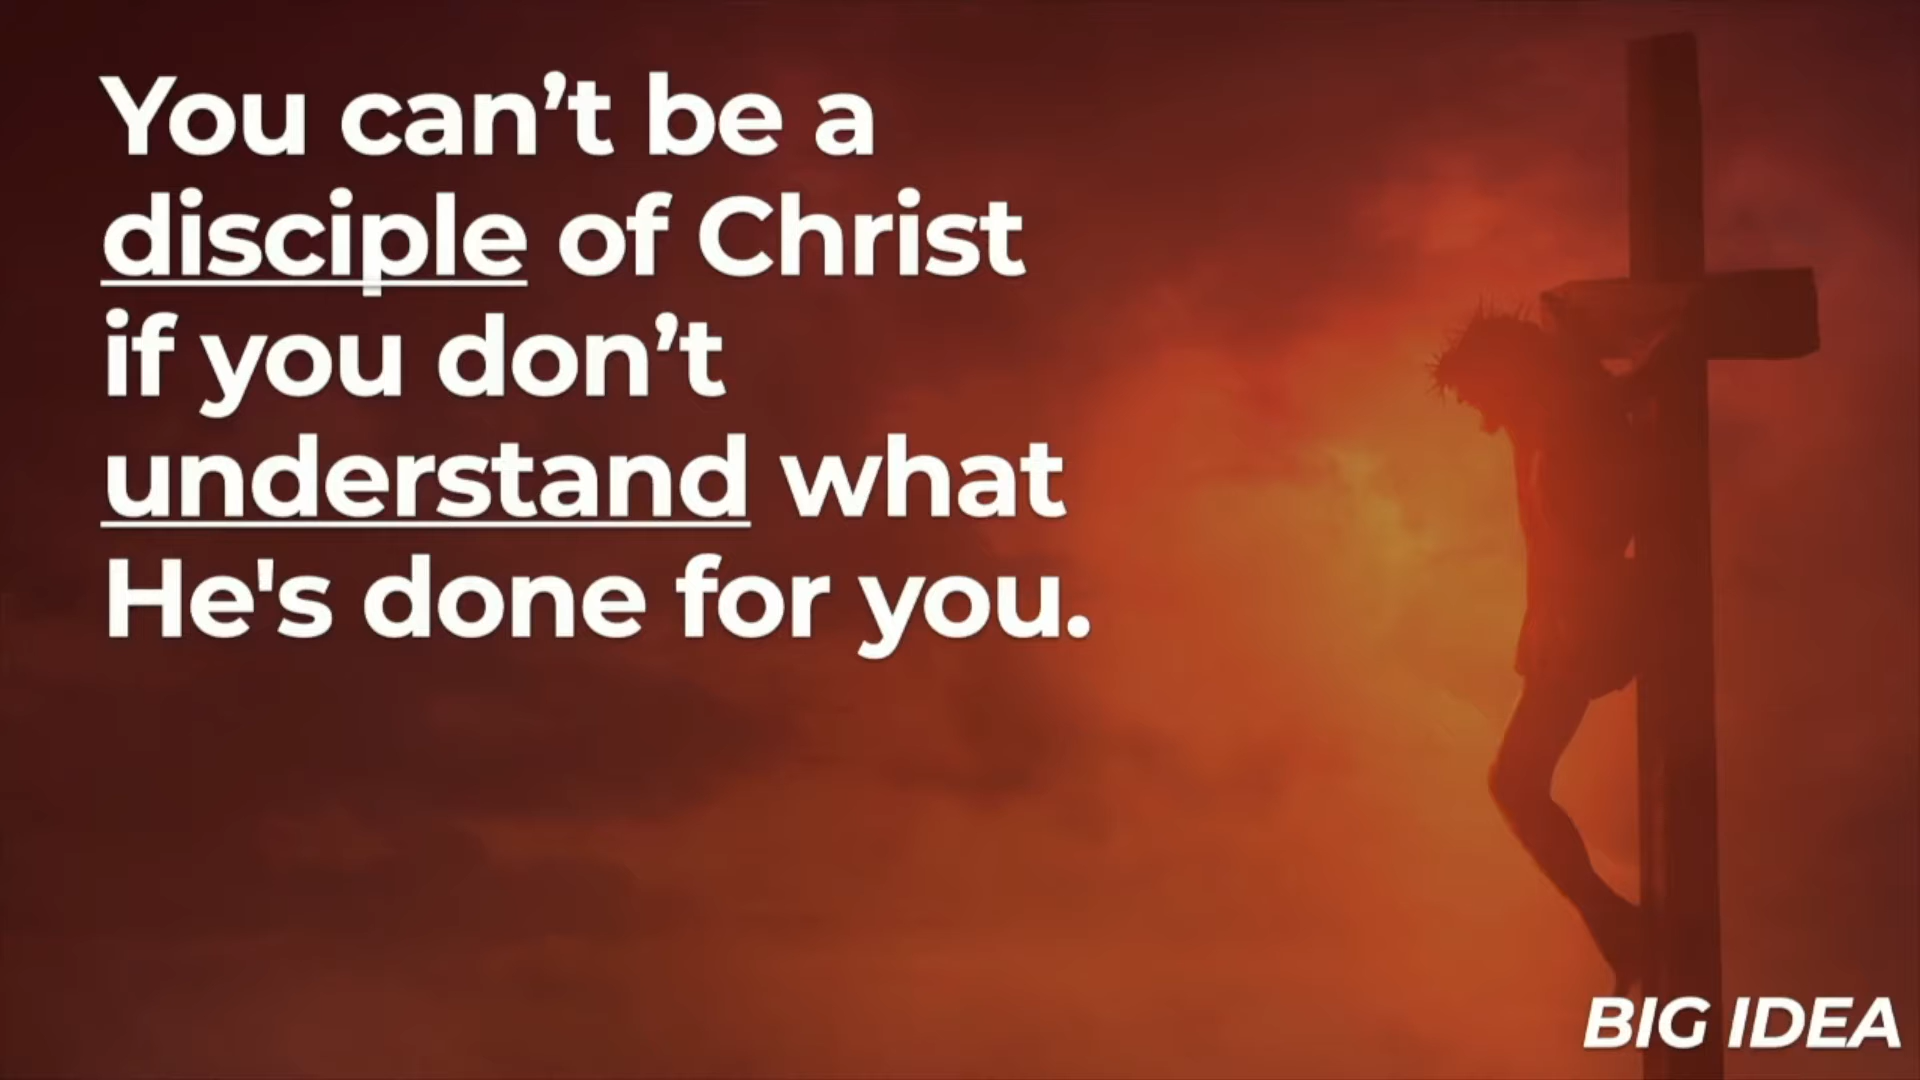 You can’t be a
disciple of Christ
if you don’t
understand what
He's done for you.
BIG IDEA